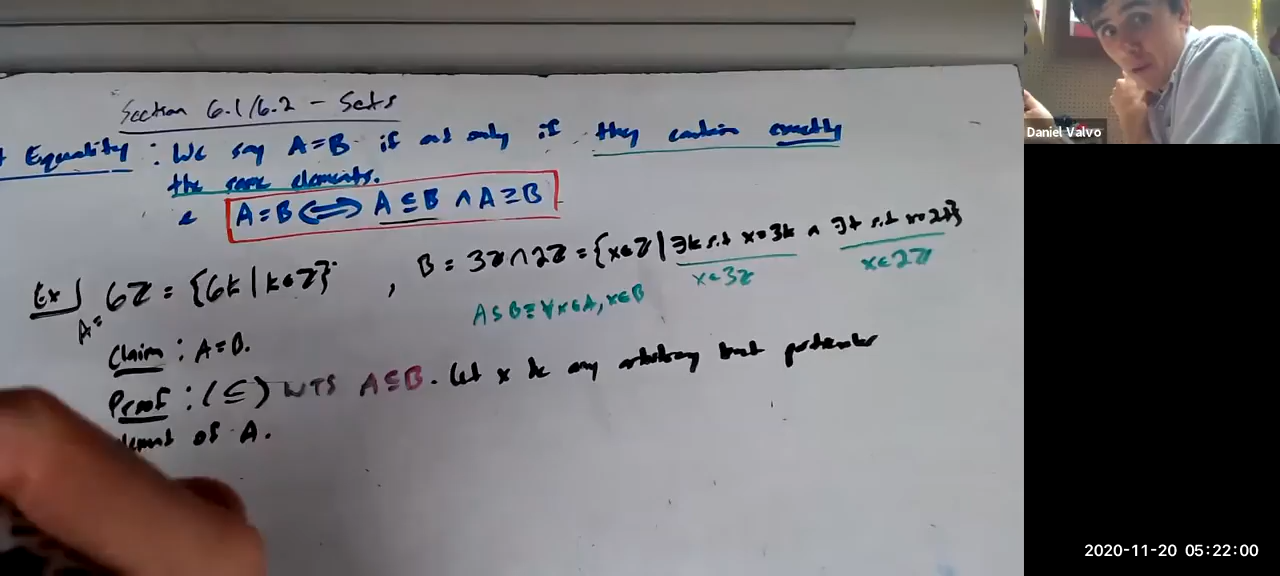 Section 6.1/6.2 - Sets
Equality : We say A=B if and only if they contain exactly
the same elements.
A=B ⟺ A⊆B ∧ A⊇B
Ex) A= 6ℤ = {6k | k∈ℤ} , B = 3ℤ∩2ℤ = {x∈ℤ | ∃k s.t x=3k ∧ ∃t s.t x=2t}
x∈3ℤ x∈2ℤ
A⊆B ≡ ∀x∈A, x∈B
Claim : A=B.
Proof : (⊆) WTS A⊆B. Let x be any arbitrary but particular
element of A.
Daniel Valvo
2020-11-20 05:22:00